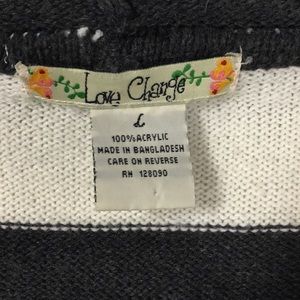 Love Change
L
100% ACRYLIC
MADE IN BANGLADESH
CARE ON REVERSE
RN 128090